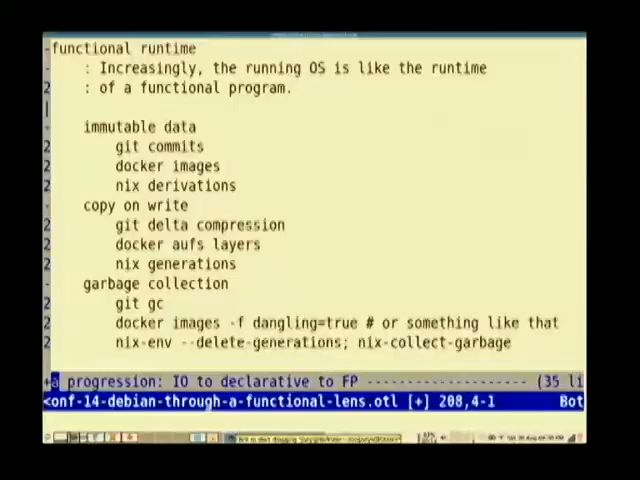 functional runtime
: Increasingly, the running OS is like the runtime
2 : of a functional program.
immutable data
2 git commits
2 docker images
2 nix derivations
copy on write
2 git delta compression
2 docker aufs layers
2 nix generations
- garbage collection
2 git gc
2 docker images -f dangling=true # or something like that
2 nix-env --delete-generations; nix-collect-garbage
+a progression: IO to declarative to FP -------------------- (35 li
<onf-14-debian-through-a-functional-lens.otl [+] 208,4-1 Bot